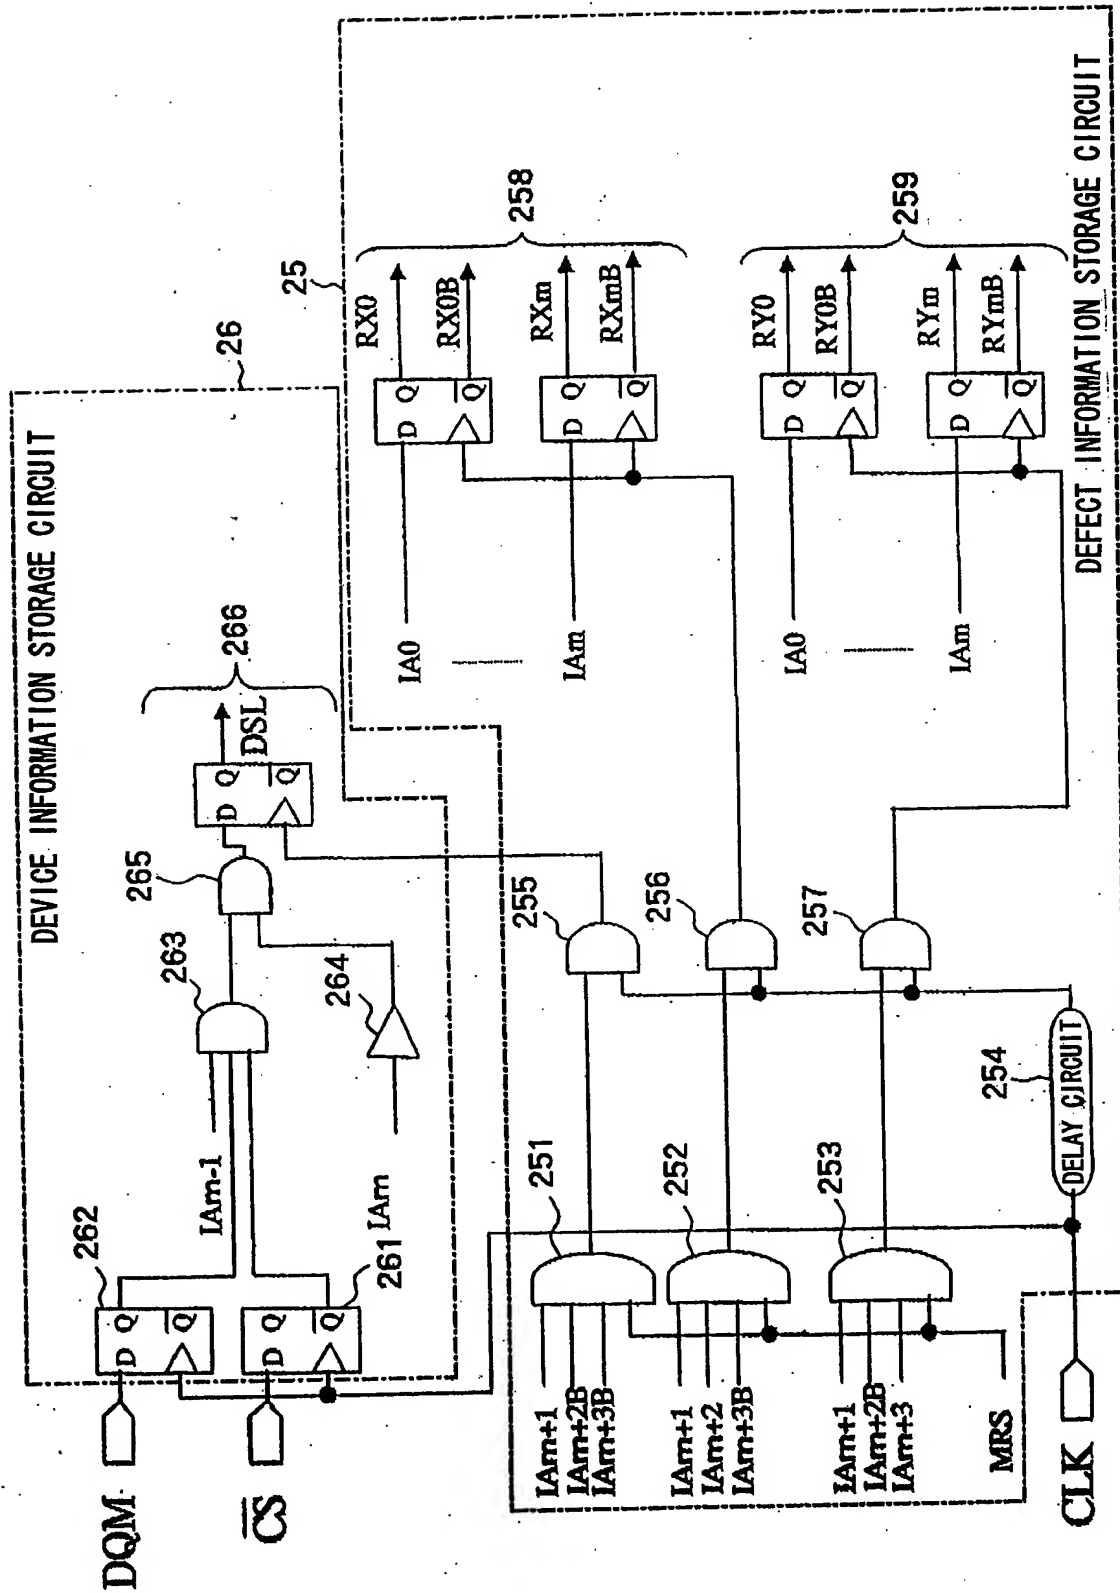 DEVICE INFORMATION STORAGE CIRCUIT
26
25
DQM
CS
262
261
IAm-1
IAm
263
264
265
266
D Q
Q
D Q
Q
D Q
Q
DSL
IAm+1
IAm+2B
IAm+3B
251
255
IAm+1
IAm+2
IAm+3B
252
256
IAm+1
IAm+2B
IAm+3
253
257
MRS
CLK
DELAY CIRCUIT
254
IA0
D Q
Q
RX0
RX0B
IAm
D Q
Q
RXm
RXmB
258
IA0
D Q
Q
RY0
RY0B
IAm
D Q
Q
RYm
RYmB
259
DEFECT INFORMATION STORAGE CIRCUIT